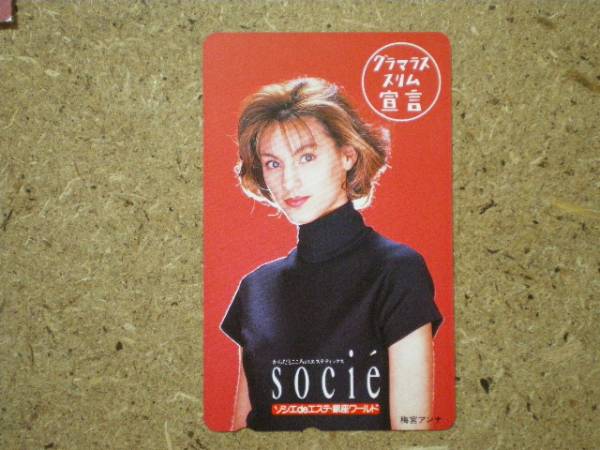 グラマラス
スリム
宣言
からだとこころのエステティックス
socié
ソシエdeエステ・銀座ワールド
梅宮アンナ